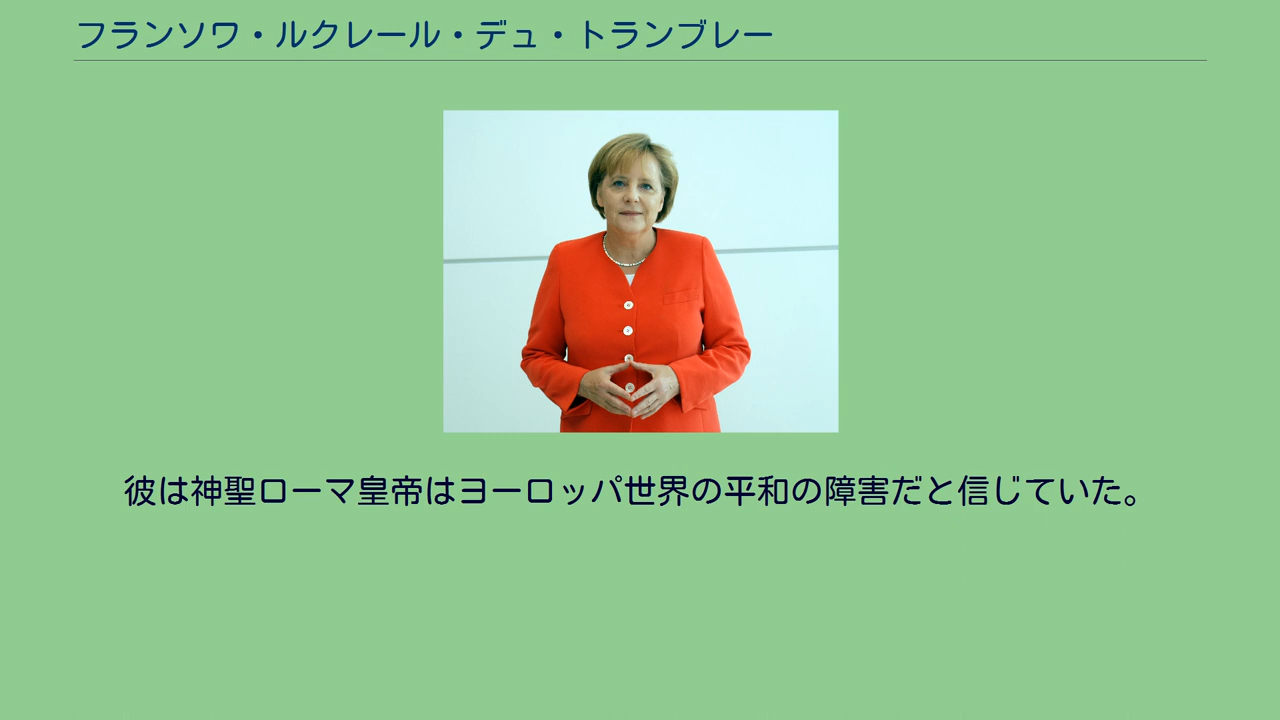 フランソワ・ルクレール・デュ・トランブレー
彼は神聖ローマ皇帝はヨーロッパ世界の平和の障害だと信じていた。